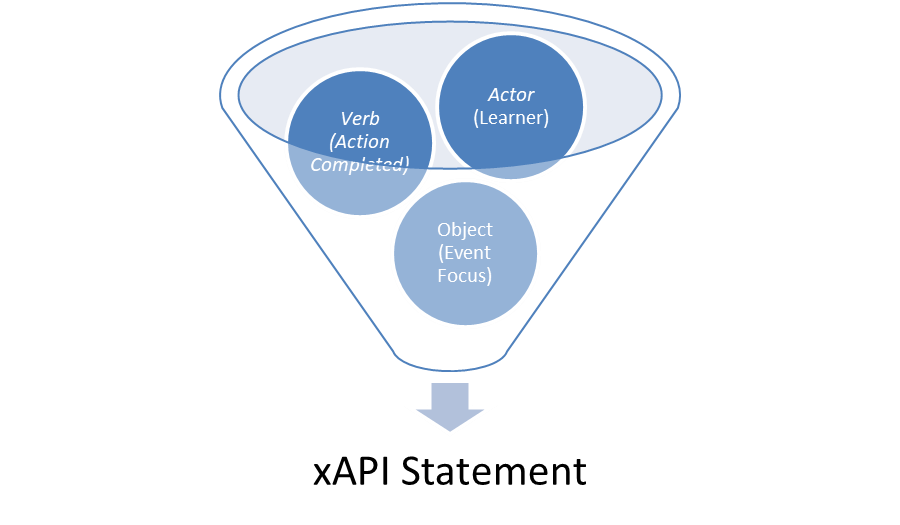 Actor
(Learner)
Verb
(Action
Completed)
Object
(Event
Focus)
xAPI Statement